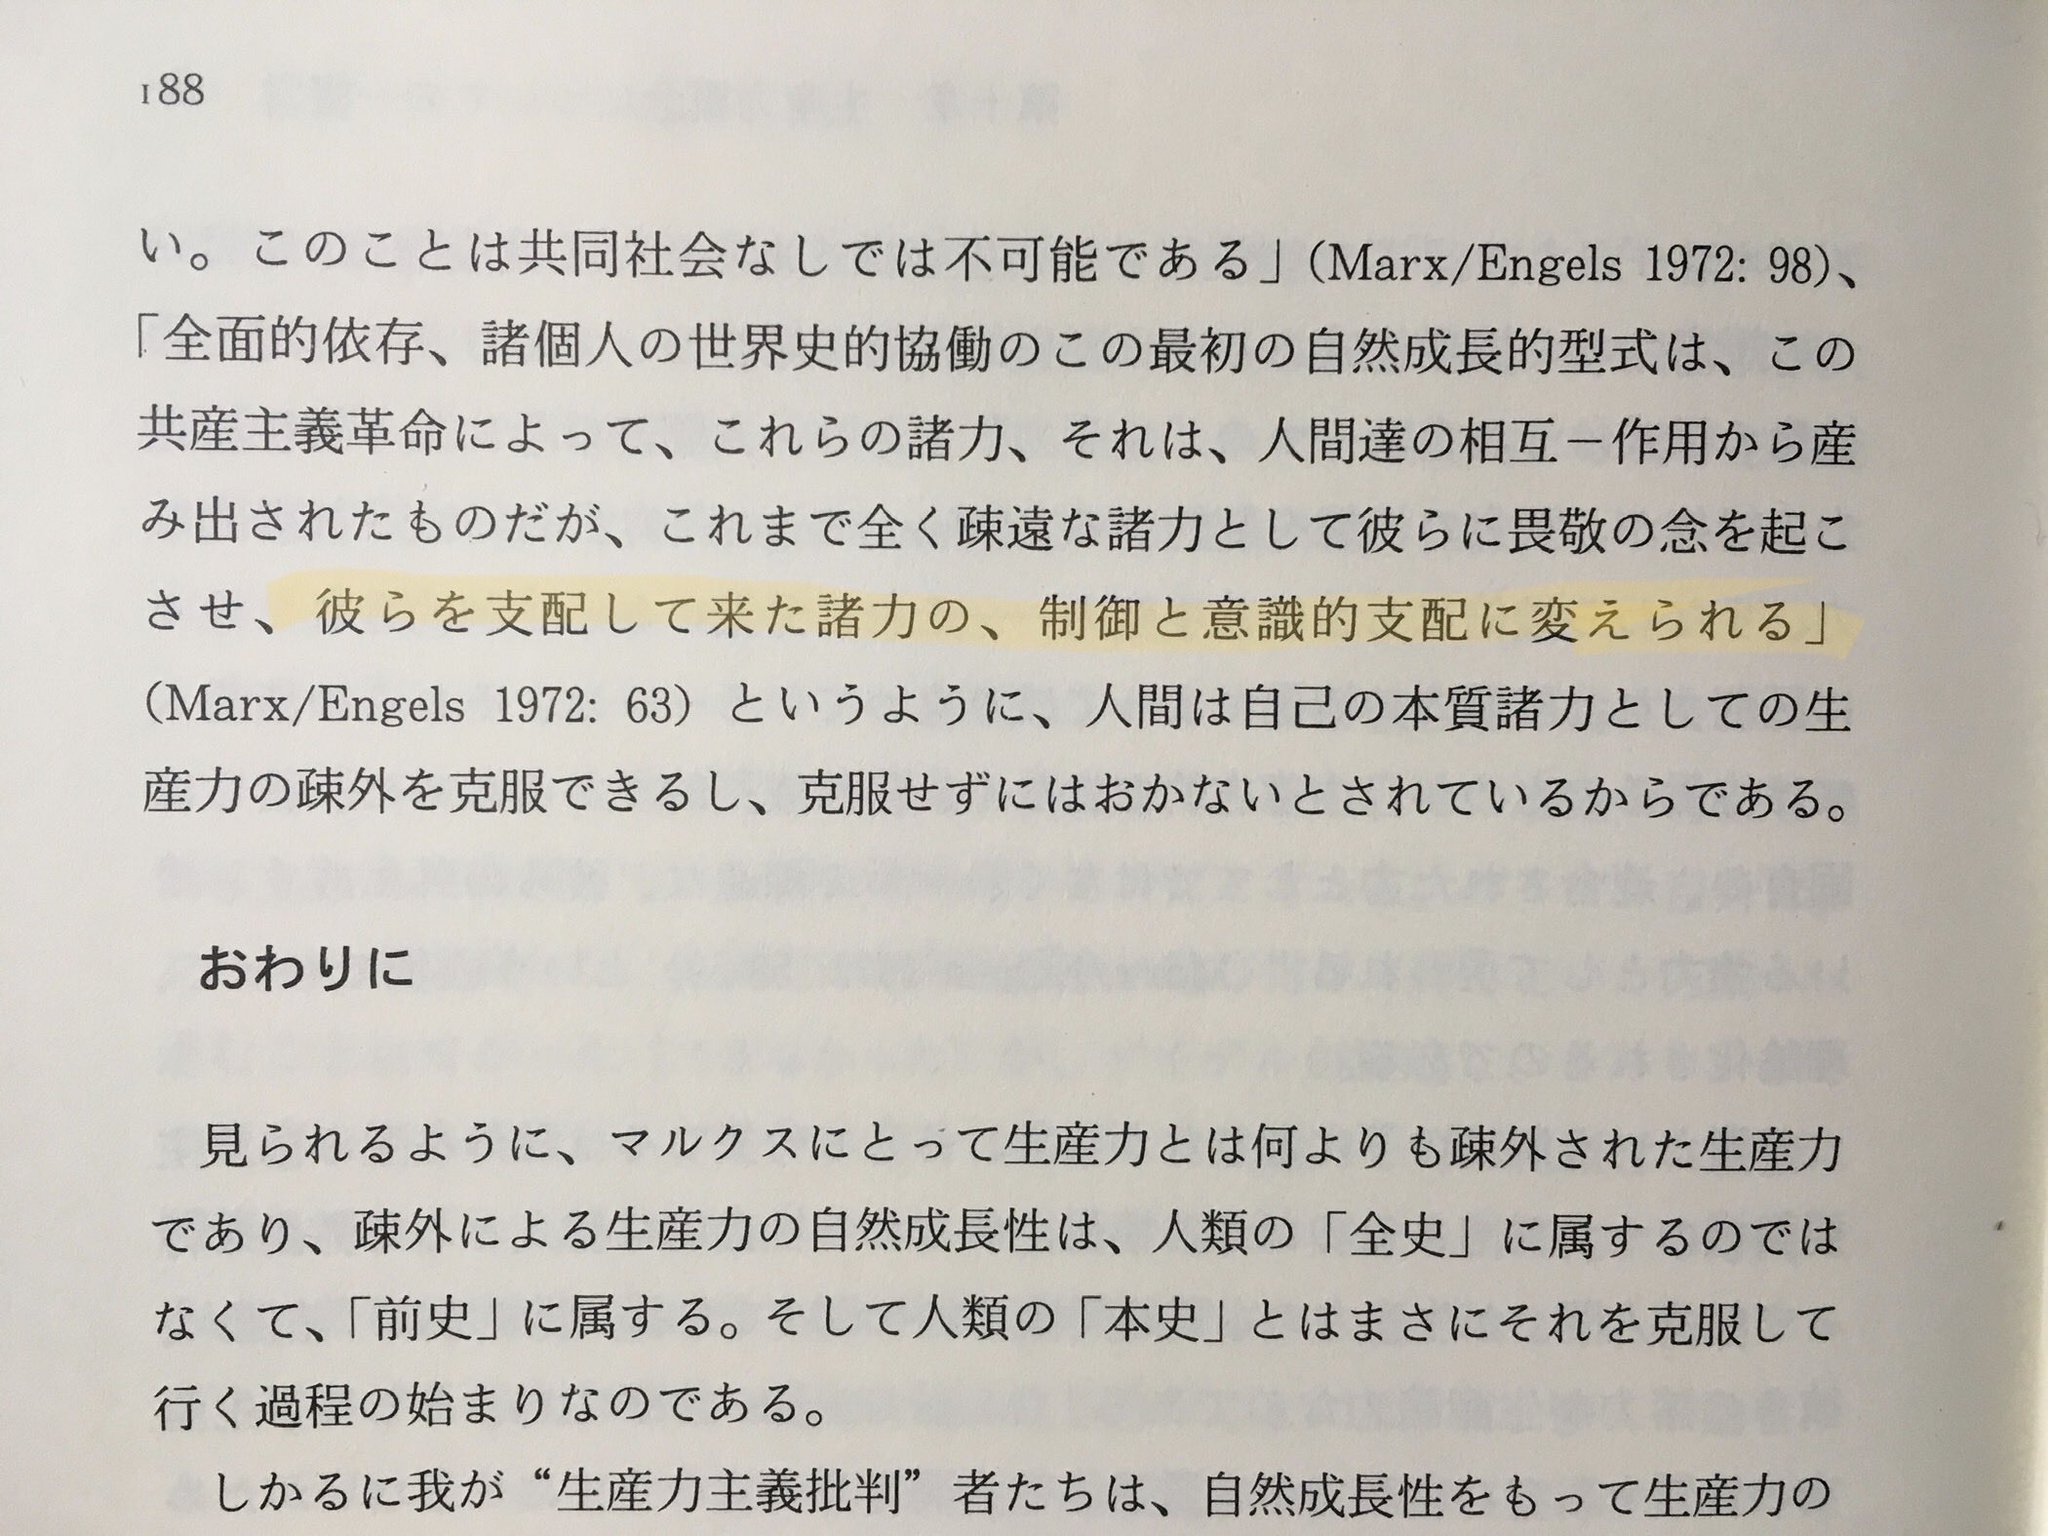 188
い。このことは共同社会なしでは不可能である」(Marx/Engels 1972: 98)、
「全面的依存、諸個人の世界史的協働のこの最初の自然成長的型式は、この
共産主義革命によって、これらの諸力、それは、人間達の相互－作用から産
み出されたものだが、これまで全く疎遠な諸力として彼らに畏敬の念を起こ
させ、彼らを支配して来た諸力の、制御と意識的支配に変えられる」
(Marx/Engels 1972: 63) というように、人間は自己の本質諸力としての生
産力の疎外を克服できるし、克服せずにはおかないとされているからである。
おわりに
見られるように、マルクスにとって生産力とは何よりも疎外された生産力
であり、疎外による生産力の自然成長性は、人類の「全史」に属するのでは
なくて、「前史」に属する。そして人類の「本史」とはまさにそれを克服して
行く過程の始まりなのである。
しかるに我が“生産力主義批判”者たちは、自然成長性をもって生産力の